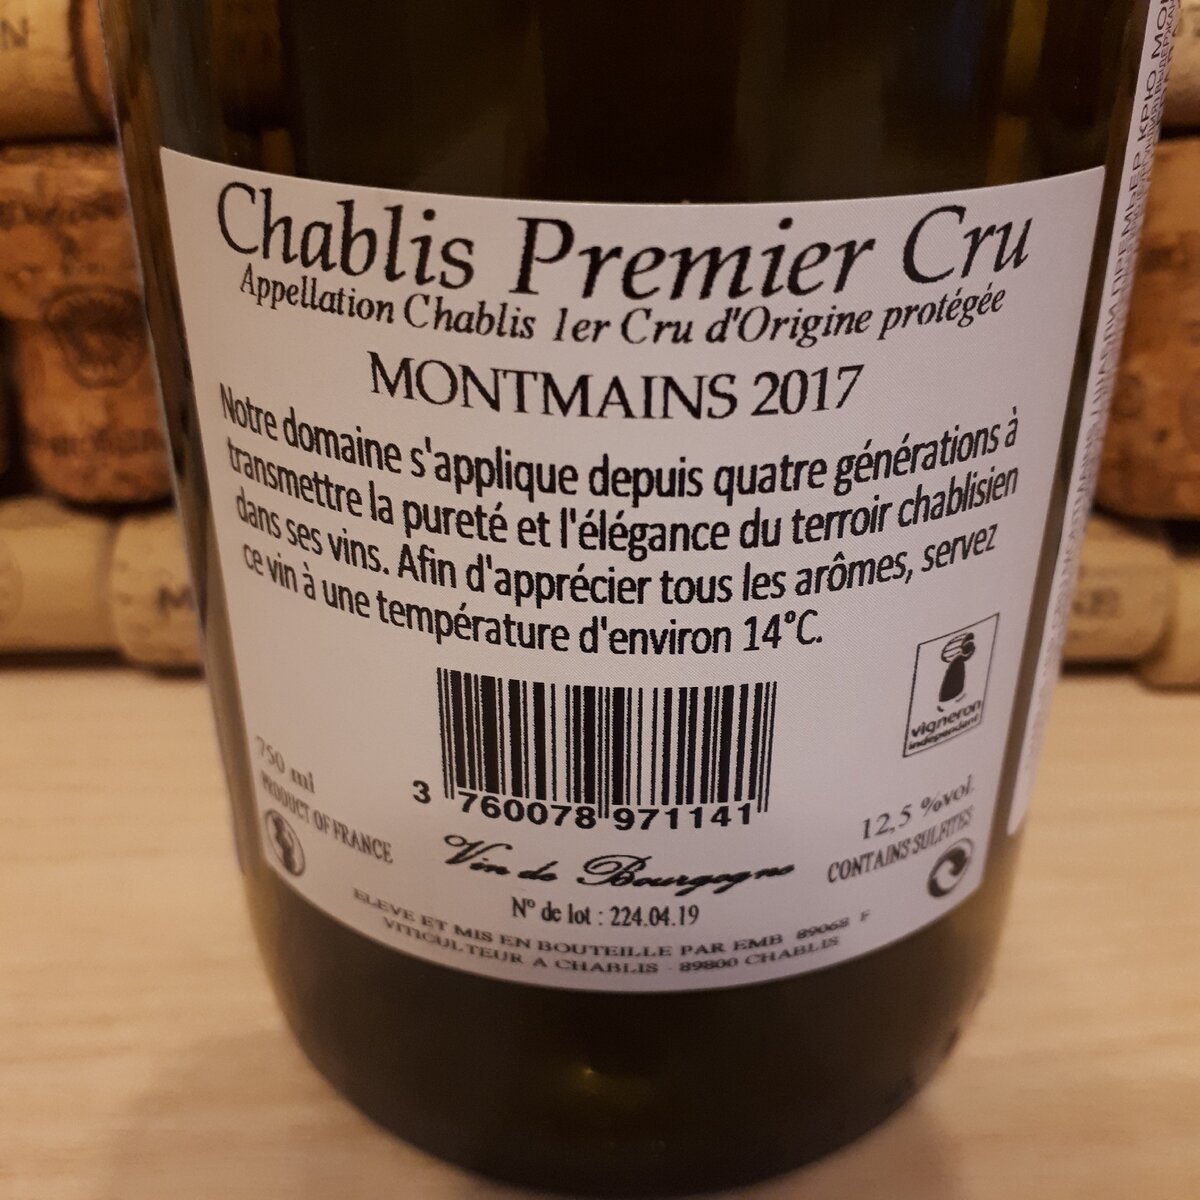 Chablis Premier Cru
Appellation Chablis 1er Cru d'Origine protégée
MONTMAINS 2017
Notre domaine s'applique depuis quatre générations à
transmettre la pureté et l'élégance du terroir chablisien
dans ses vins. Afin d'apprécier tous les arômes, servez
ce vin à une température d'environ 14°C.
vigneron
indépendant
3 760078 971141
750 ml
PRODUCT OF FRANCE
12,5 %vol.
CONTAINS SULFITES
Vin de Bourgogne
N° de lot : 224.04.19
ELEVE ET MIS EN BOUTEILLE PAR EMB 89068 F
VITICULTEUR A CHABLIS - 89800 CHABLIS